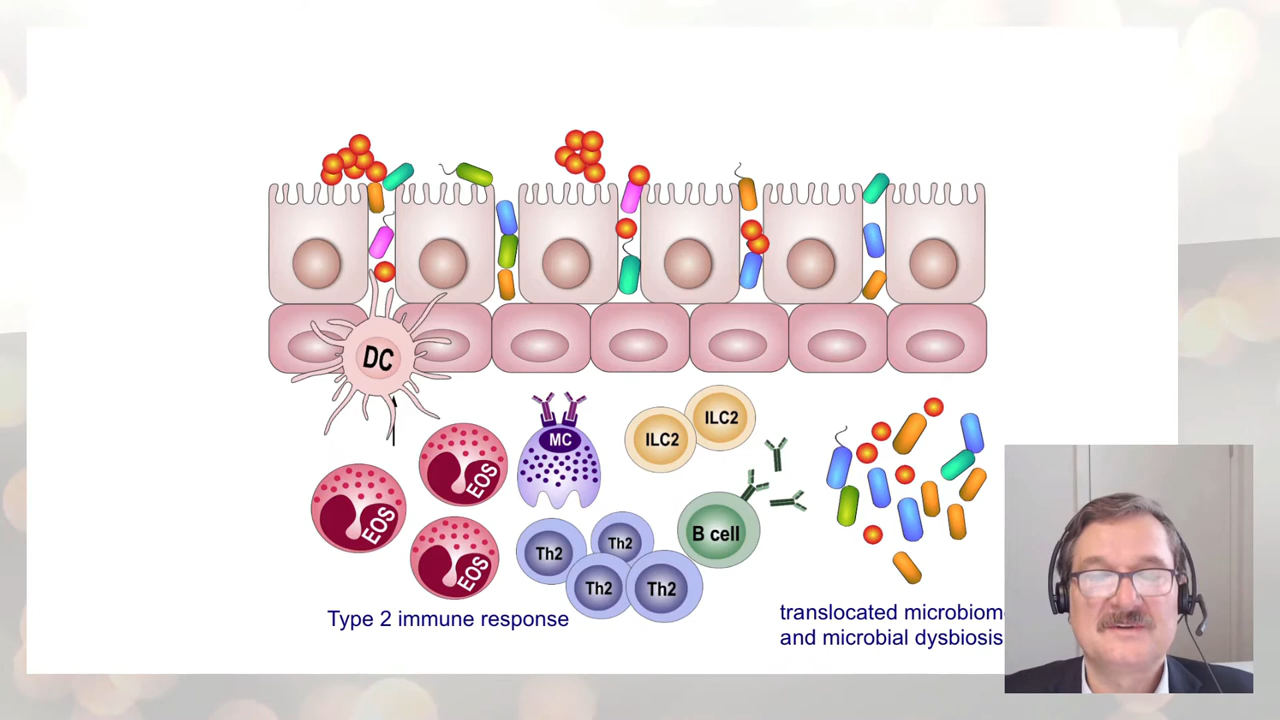 DC
ILC2
ILC2
MC
EOS
EOS
EOS
B cell
Th2
Th2
Th2
Th2
Type 2 immune response
translocated
and microbial dysbiosis